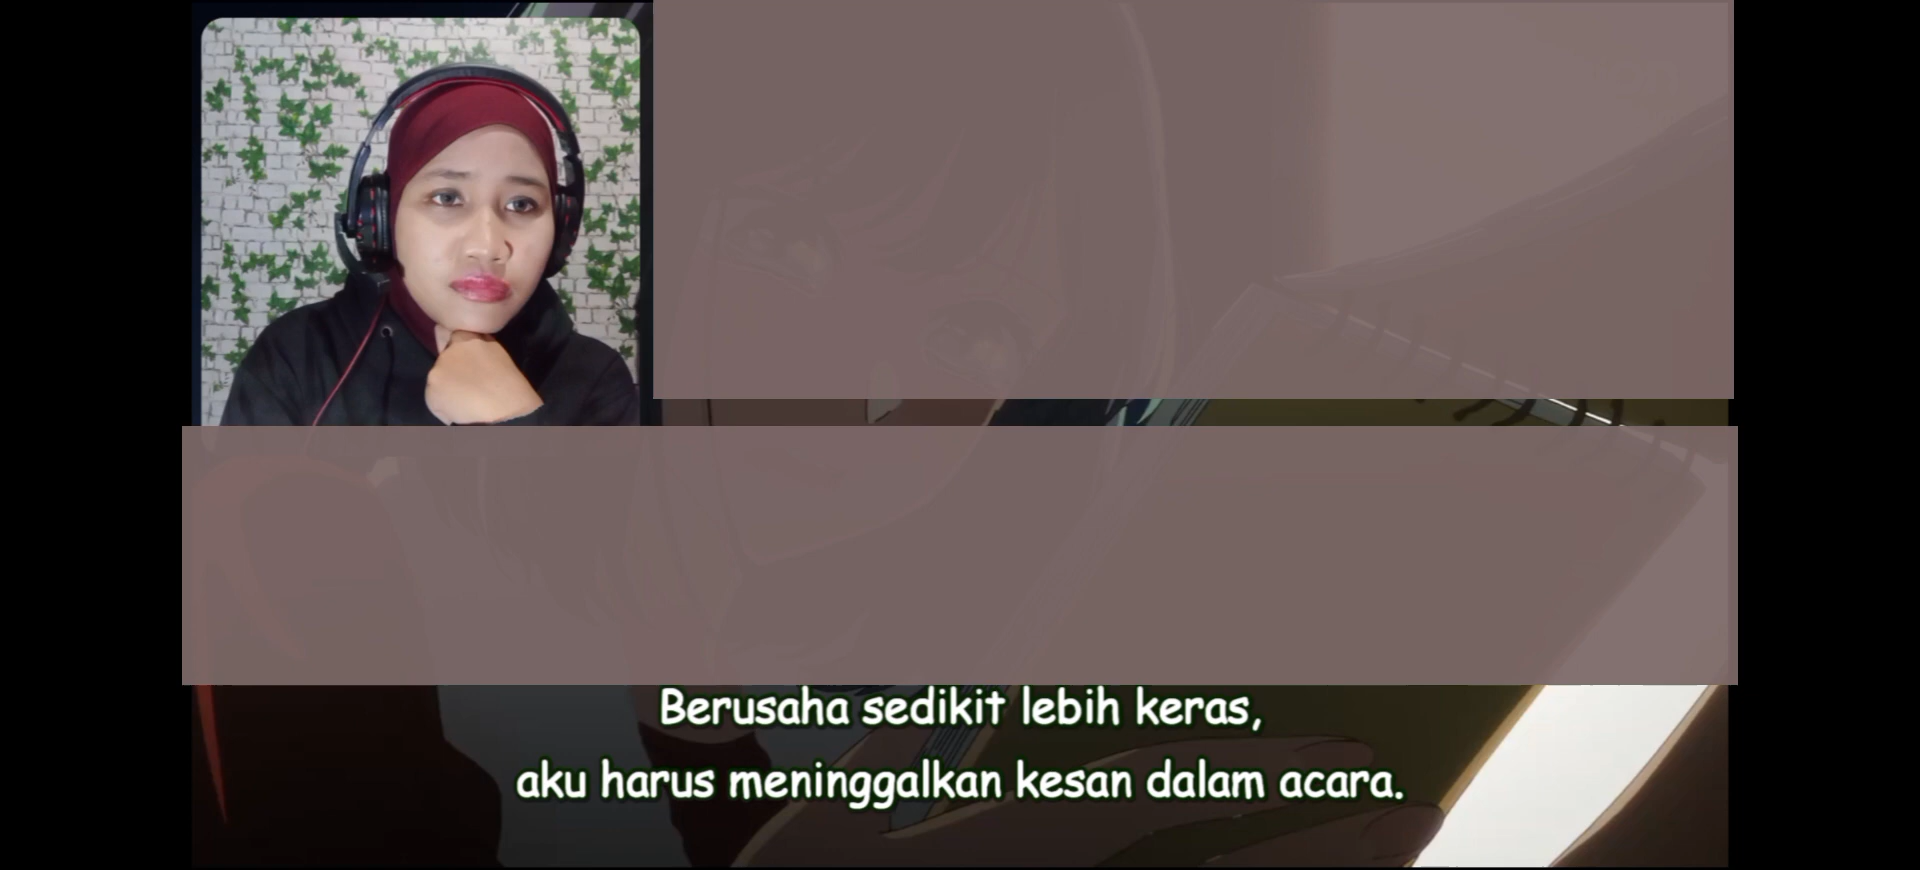 Berusaha sedikit lebih keras,
aku harus meninggalkan kesan dalam acara.